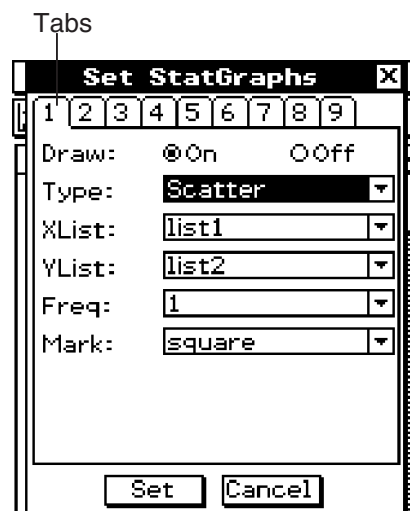 Tabs
Set StatGraphs
1 2 3 4 5 6 7 8 9
Draw: On Off
Type: Scatter
XList: list1
YList: list2
Freq: 1
Mark: square
Set Cancel